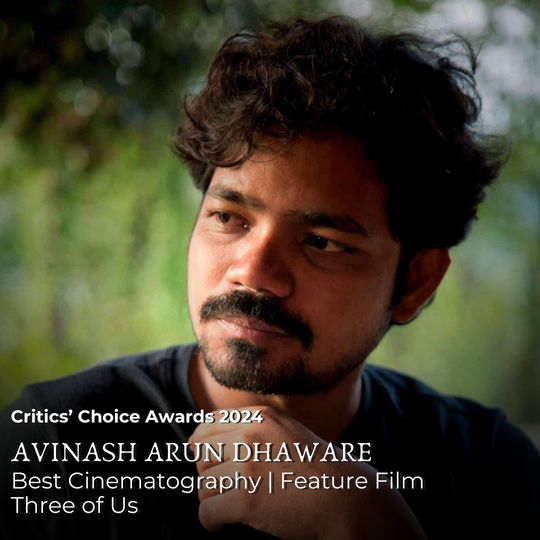 Critics’ Choice Awards 2024
AVINASH ARUN DHAWARE
Best Cinematography | Feature Film
Three of Us